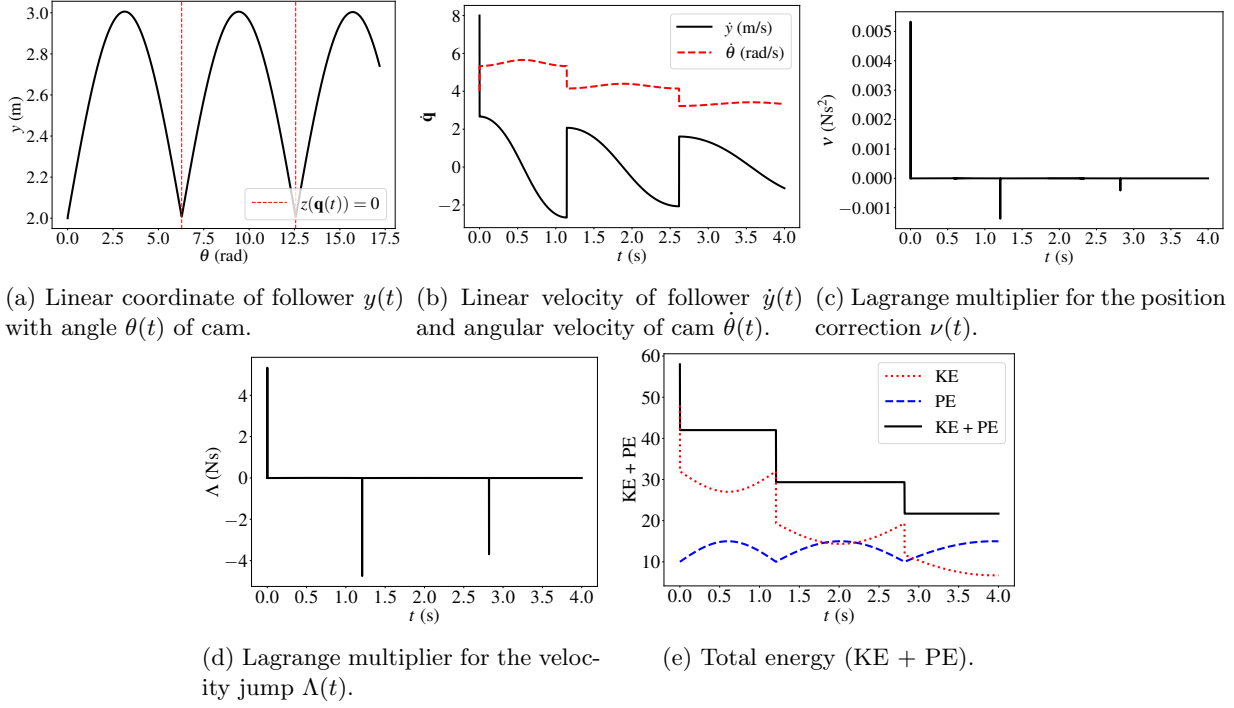 3.0
2.8
2.6
2.4
2.2
2.0
y (m)
z(q(t)) = 0
0.0 2.5 5.0 7.5 10.0 12.5 15.0 17.5
θ (rad)
8
6
4
2
0
−2
q̇
ẏ (m/s)
θ̇ (rad/s)
0.0 0.5 1.0 1.5 2.0 2.5 3.0 3.5 4.0
t (s)
0.005
0.004
0.003
0.002
0.001
0.000
−0.001
ν (Ns²)
0.0 0.5 1.0 1.5 2.0 2.5 3.0 3.5 4.0
t (s)
(a) Linear coordinate of follower y(t)
with angle θ(t) of cam.
(b) Linear velocity of follower ẏ(t)
and angular velocity of cam θ̇(t).
(c) Lagrange multiplier for the position
correction ν(t).
4
2
0
−2
−4
Λ (Ns)
0.0 0.5 1.0 1.5 2.0 2.5 3.0 3.5 4.0
t (s)
60
50
40
30
20
10
KE + PE
KE
PE
KE + PE
0.0 0.5 1.0 1.5 2.0 2.5 3.0 3.5 4.0
t (s)
(d) Lagrange multiplier for the veloc-
ity jump Λ(t).
(e) Total energy (KE + PE).